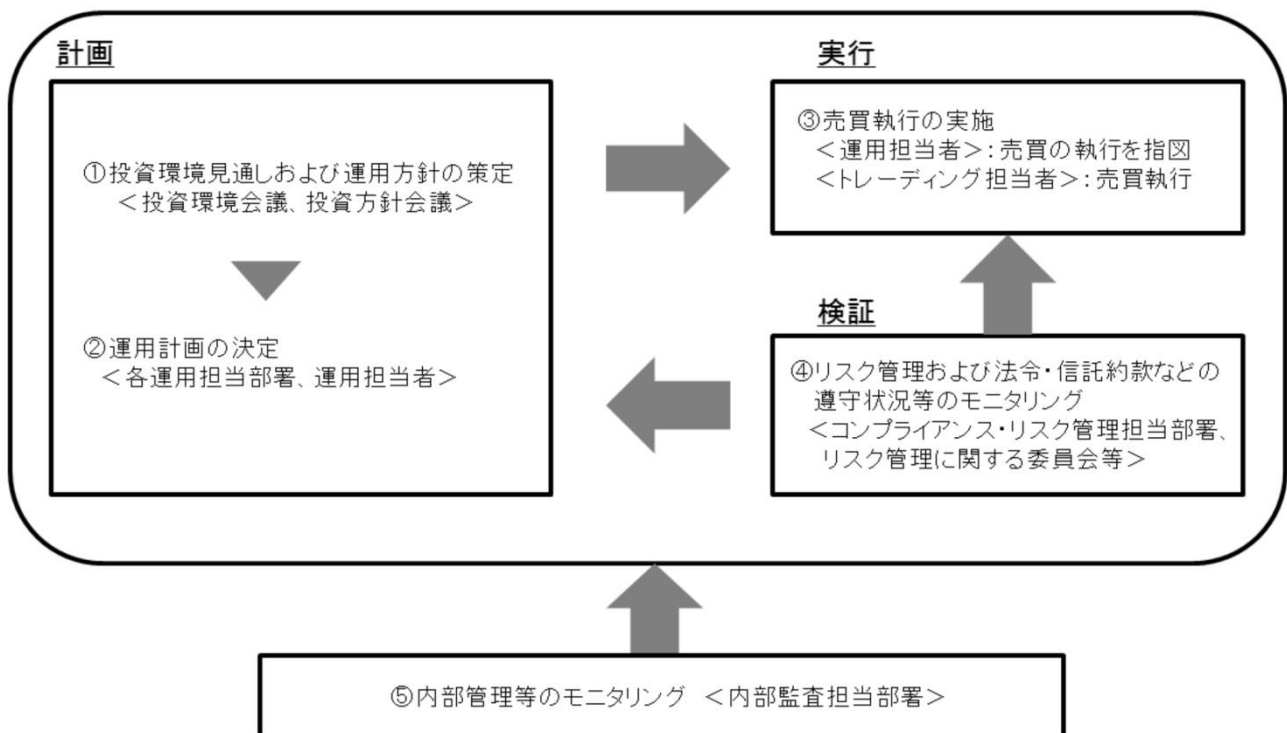 計画
①投資環境見通しおよび運用方針の策定
＜投資環境会議、投資方針会議＞
②運用計画の決定
＜各運用担当部署、運用担当者＞
実行
③売買執行の実施
＜運用担当者＞：売買の執行を指図
＜トレーディング担当者＞：売買執行
検証
④リスク管理および法令・信託約款などの
遵守状況等のモニタリング
＜コンプライアンス・リスク管理担当部署、
リスク管理に関する委員会等＞
⑤内部管理等のモニタリング ＜内部監査担当部署＞